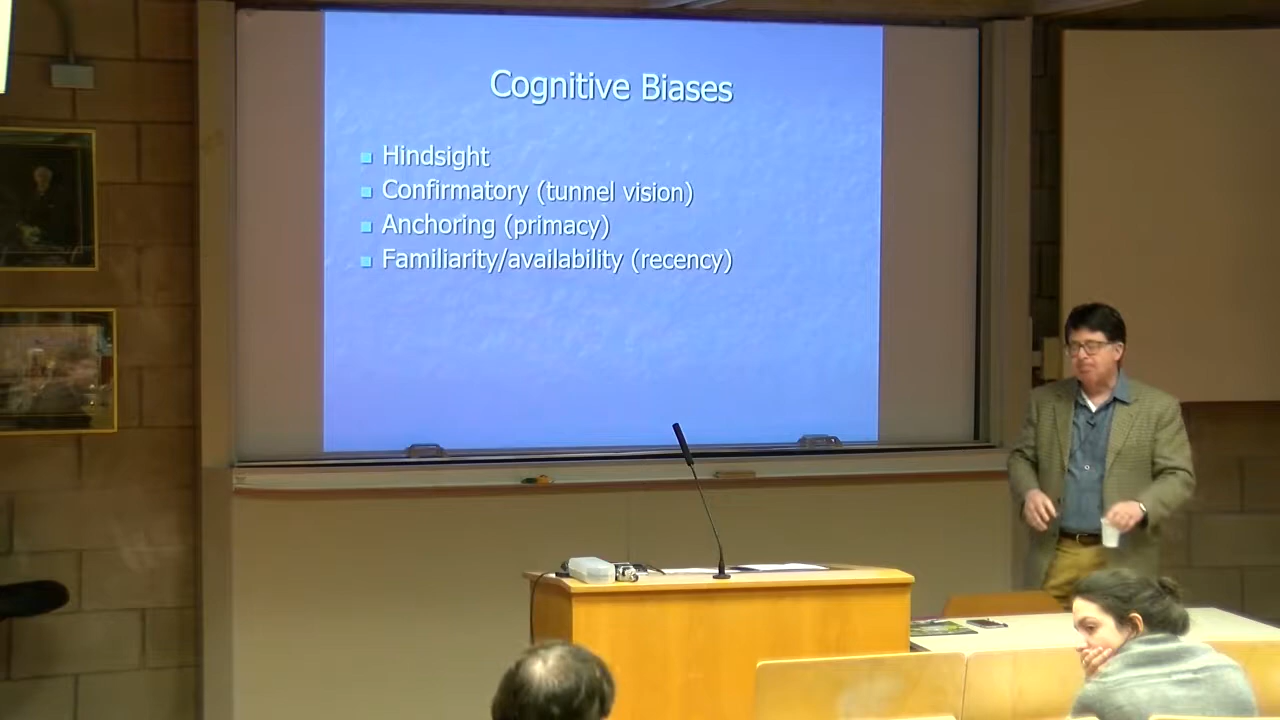 Cognitive Biases
Hindsight
Confirmatory (tunnel vision)
Anchoring (primacy)
Familiarity/availability (recency)